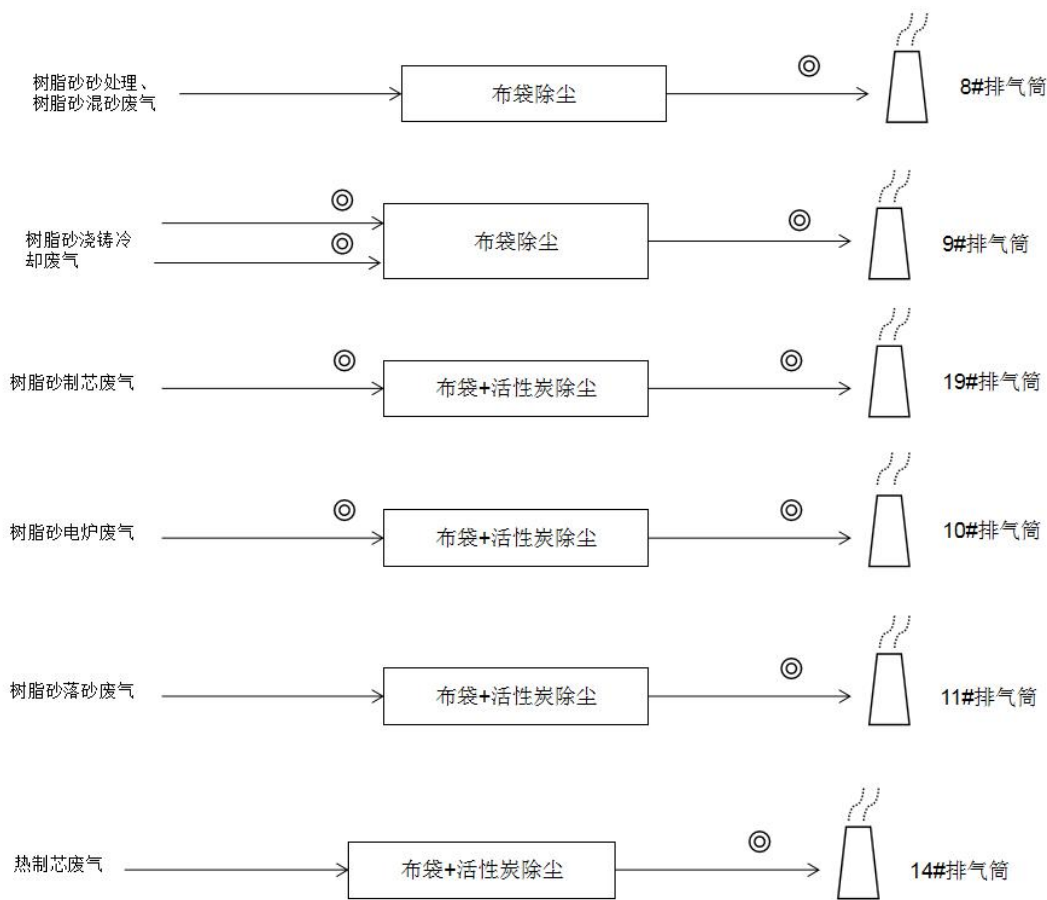 树脂砂砂处理、
树脂砂混砂废气
布袋除尘
8#排气筒
树脂砂浇铸冷
却废气
布袋除尘
9#排气筒
树脂砂制芯废气
布袋+活性炭除尘
19#排气筒
树脂砂电炉废气
布袋+活性炭除尘
10#排气筒
树脂砂落砂废气
布袋+活性炭除尘
11#排气筒
热制芯废气
布袋+活性炭除尘
14#排气筒